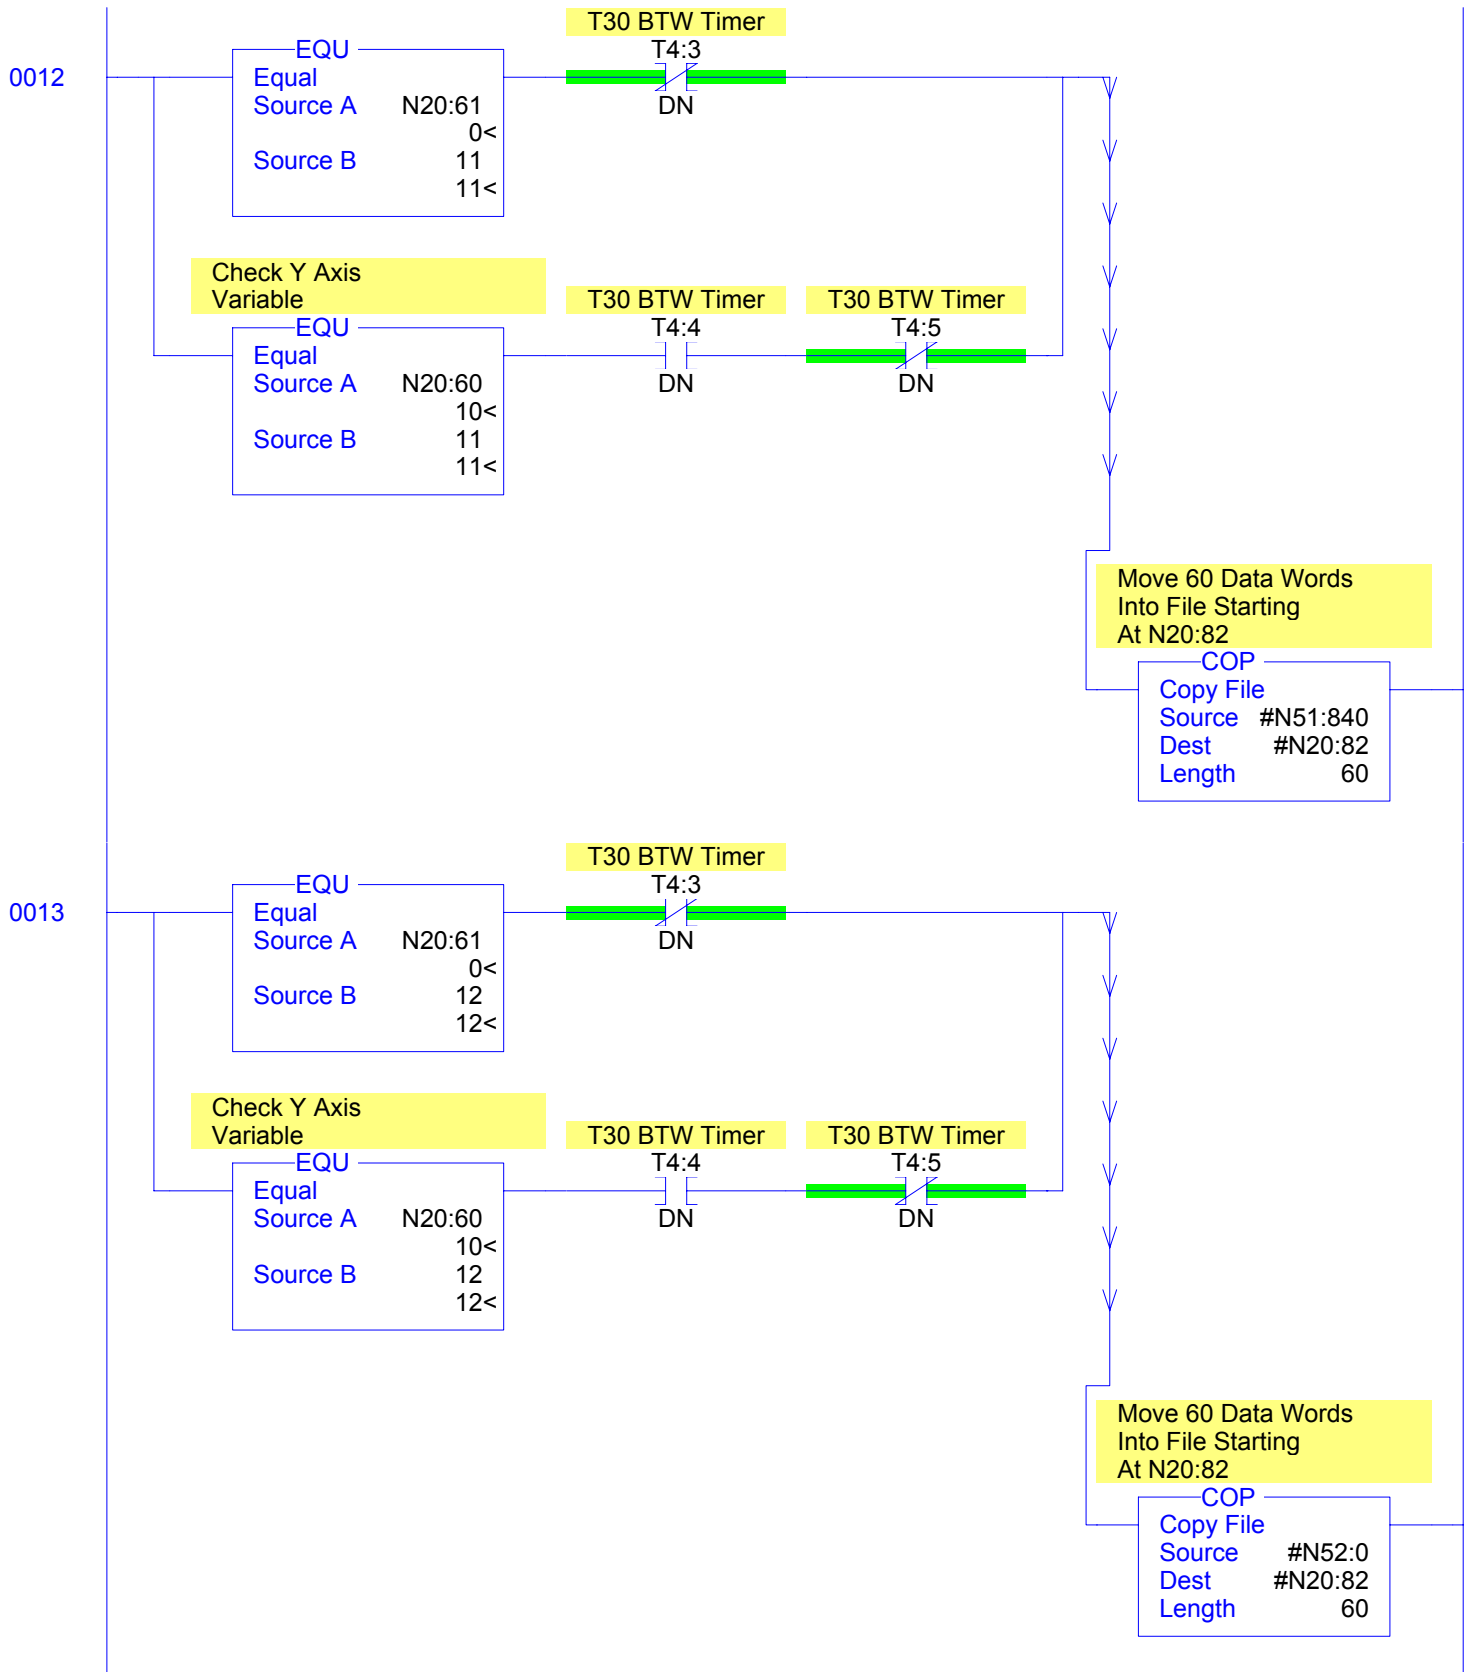 T30 BTW Timer
0012
EQU
Equal
Source A N20:61
0<
Source B 11
11<
T4:3
DN
Check Y Axis
Variable
EQU
Equal
Source A N20:60
10<
Source B 11
11<
T30 BTW Timer
T4:4
DN
T30 BTW Timer
T4:5
DN
Move 60 Data Words
Into File Starting
At N20:82
COP
Copy File
Source #N51:840
Dest #N20:82
Length 60
T30 BTW Timer
0013
EQU
Equal
Source A N20:61
0<
Source B 12
12<
T4:3
DN
Check Y Axis
Variable
EQU
Equal
Source A N20:60
10<
Source B 12
12<
T30 BTW Timer
T4:4
DN
T30 BTW Timer
T4:5
DN
Move 60 Data Words
Into File Starting
At N20:82
COP
Copy File
Source #N52:0
Dest #N20:82
Length 60